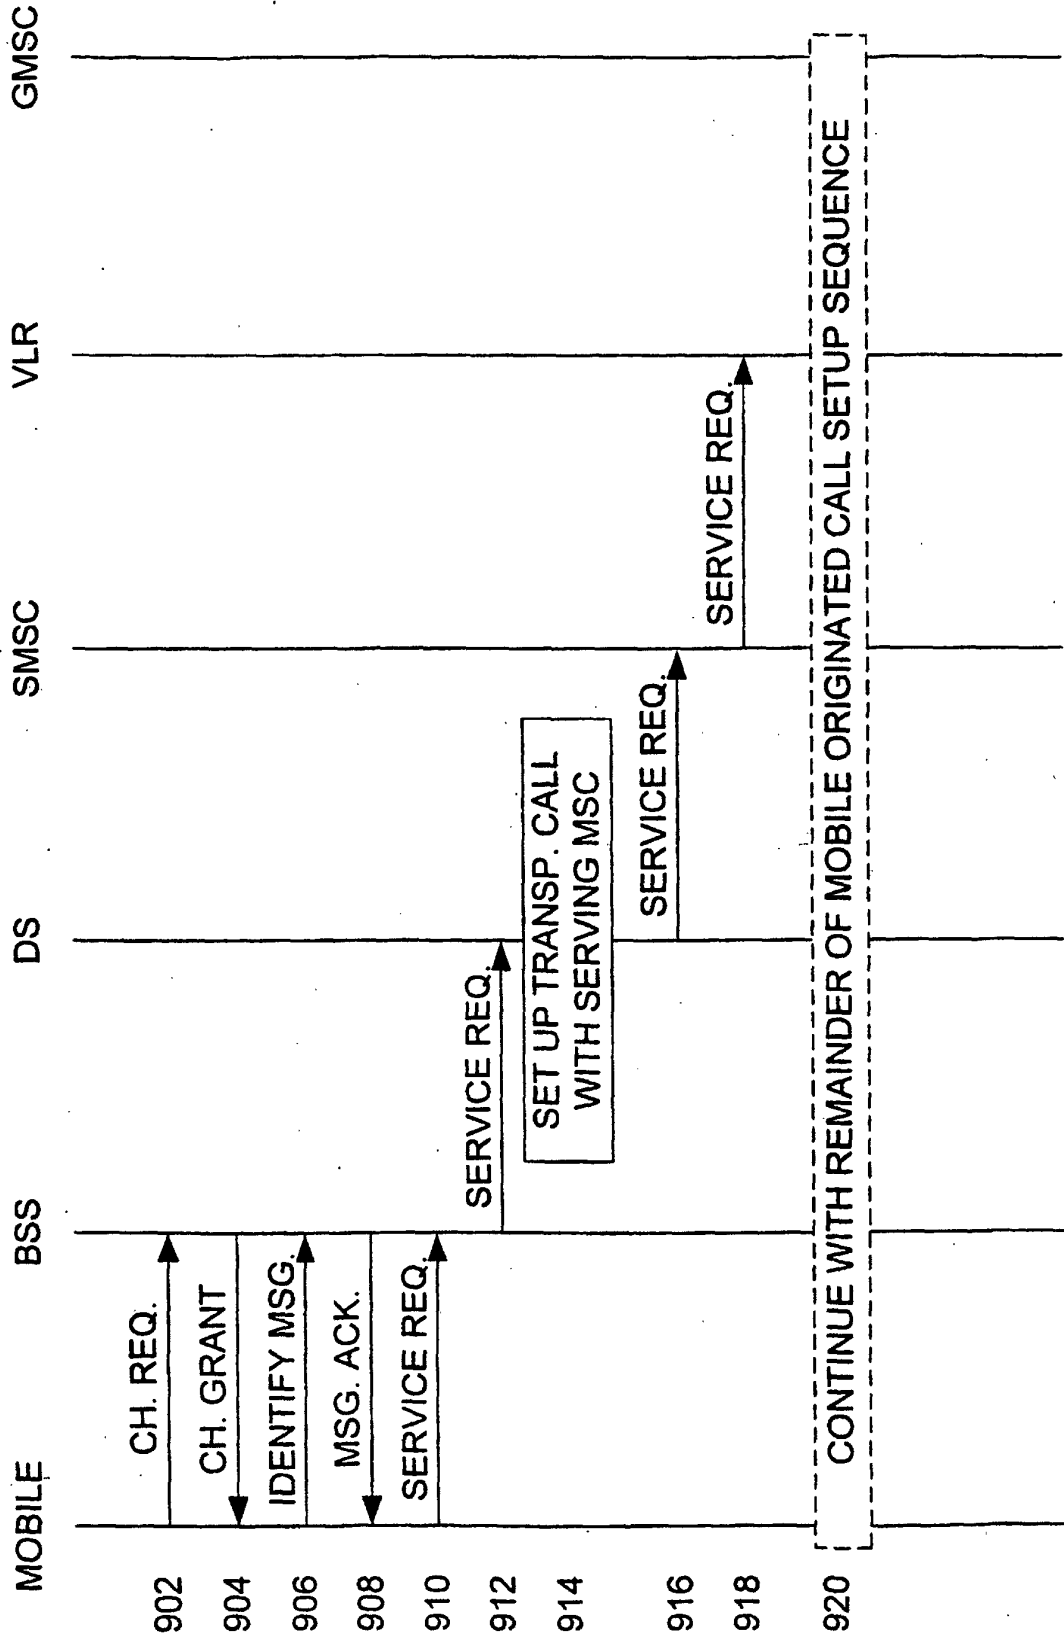 MOBILE BSS DS SMSC VLR GMSC
902 CH. REQ.
904 CH. GRANT
906 IDENTIFY MSG.
908 MSG. ACK.
910 SERVICE REQ.
912 SERVICE REQ.
914 SET UP TRANSP. CALL
WITH SERVING MSC
916 SERVICE REQ.
918 SERVICE REQ.
920 CONTINUE WITH REMAINDER OF MOBILE ORIGINATED CALL SETUP SEQUENCE